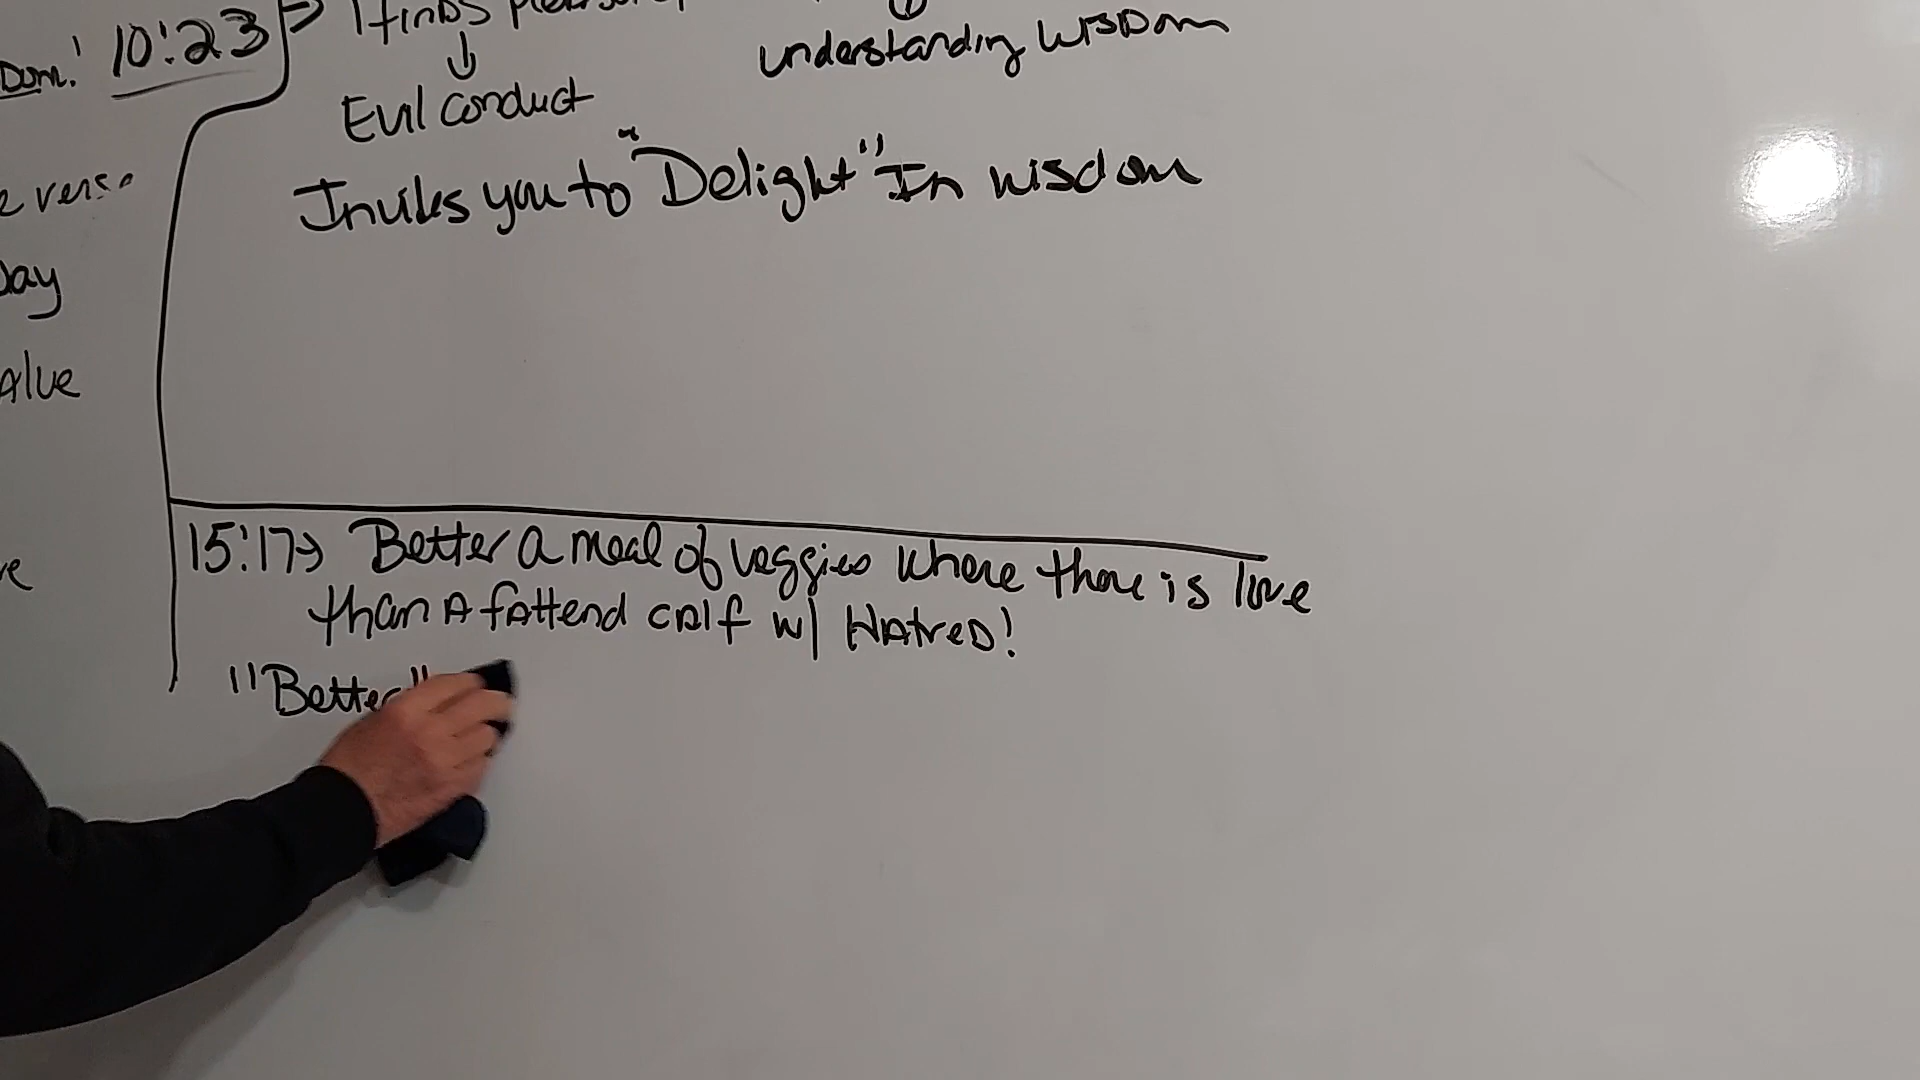 Dom! 10:23 → finds
↓
Evil conduct
understanding wisdom
Invites you to "Delight" In wisdom
verse
alue
15:17→ Better a meal of veggies where there is love
than A fattend calf w/ Hatred!
"Better"